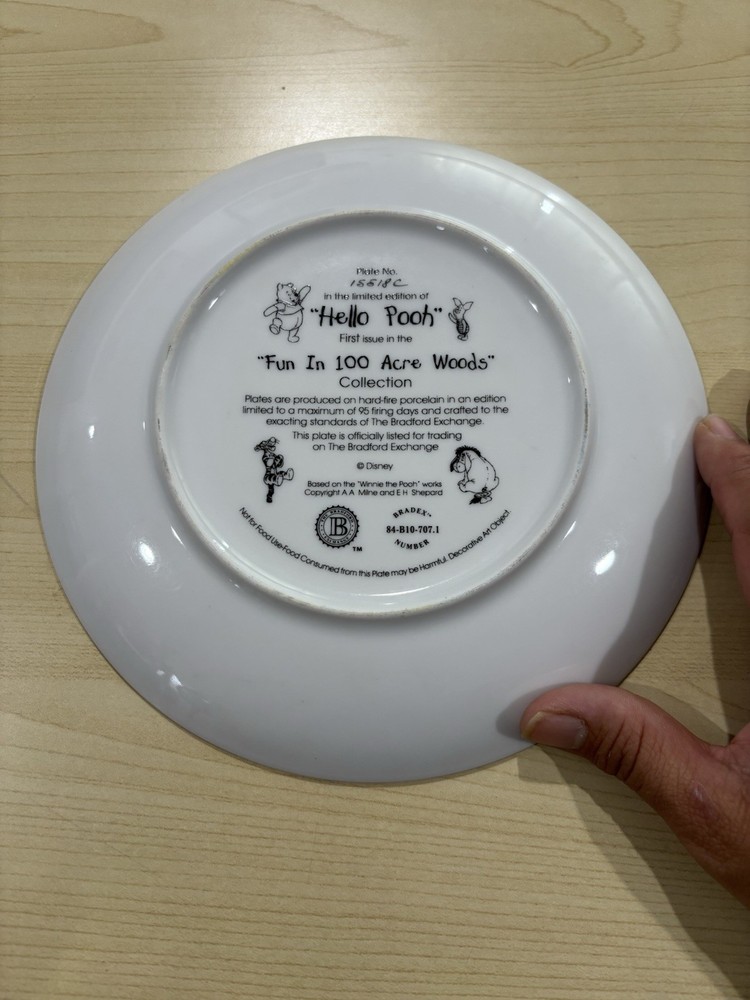 Plate No.
15518C
in the limited edition of
"Hello Pooh"
First issue in the
"Fun In 100 Acre Woods"
Collection
Plates are produced on hard-fire porcelain in an edition
limited to a maximum of 95 firing days and crafted to the
exacting standards of The Bradford Exchange.
This plate is officially listed for trading
on The Bradford Exchange
© Disney
Based on the "Winnie the Pooh" works
Copyright A.A. Milne and E.H. Shepard
B
TM
BRADEX™
84-B10-707.1
NUMBER
Not for Food Use-Food Consumed from this Plate may be Harmful. Decorative Art Object